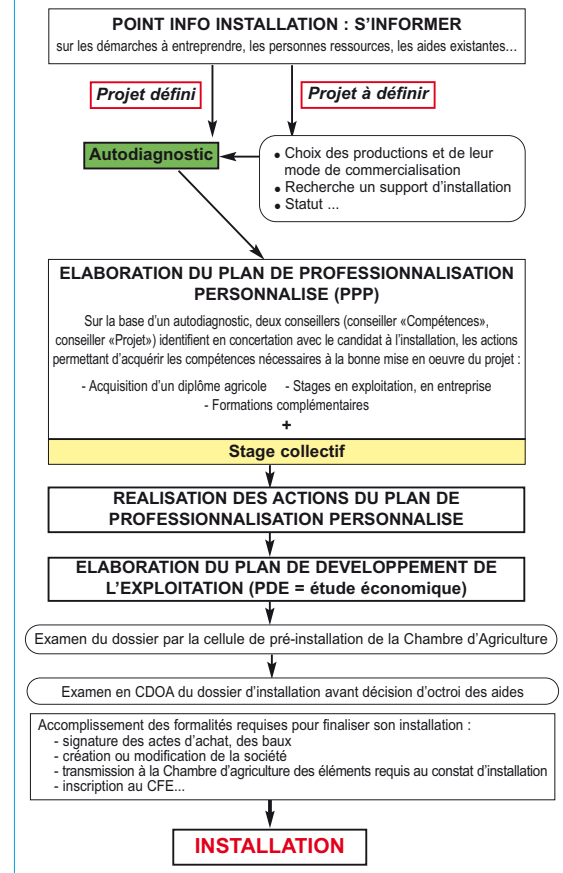 POINT INFO INSTALLATION : S’INFORMER
sur les démarches à entreprendre, les personnes ressources, les aides existantes…
Projet défini
Projet à définir
Autodiagnostic
• Choix des productions et de leur
mode de commercialisation
• Recherche un support d’installation
• Statut ...
ELABORATION DU PLAN DE PROFESSIONNALISATION
PERSONNALISE (PPP)
Sur la base d’un autodiagnostic, deux conseillers (conseiller «Compétences»,
conseiller «Projet») identifient en concertation avec le candidat à l’installation, les actions
permettant d’acquérir les compétences nécessaires à la bonne mise en oeuvre du projet :
- Acquisition d’un diplôme agricole - Stages en exploitation, en entreprise
- Formations complémentaires
+
Stage collectif
REALISATION DES ACTIONS DU PLAN DE
PROFESSIONNALISATION PERSONNALISE
ELABORATION DU PLAN DE DEVELOPPEMENT DE
L’EXPLOITATION (PDE = étude économique)
Examen du dossier par la cellule de pré-installation de la Chambre d’Agriculture
Examen en CDOA du dossier d’installation avant décision d’octroi des aides
Accomplissement des formalités requises pour finaliser son installation :
- signature des actes d’achat, des baux
- création ou modification de la société
- transmission à la Chambre d’agriculture des éléments requis au constat d’installation
- inscription au CFE...
INSTALLATION